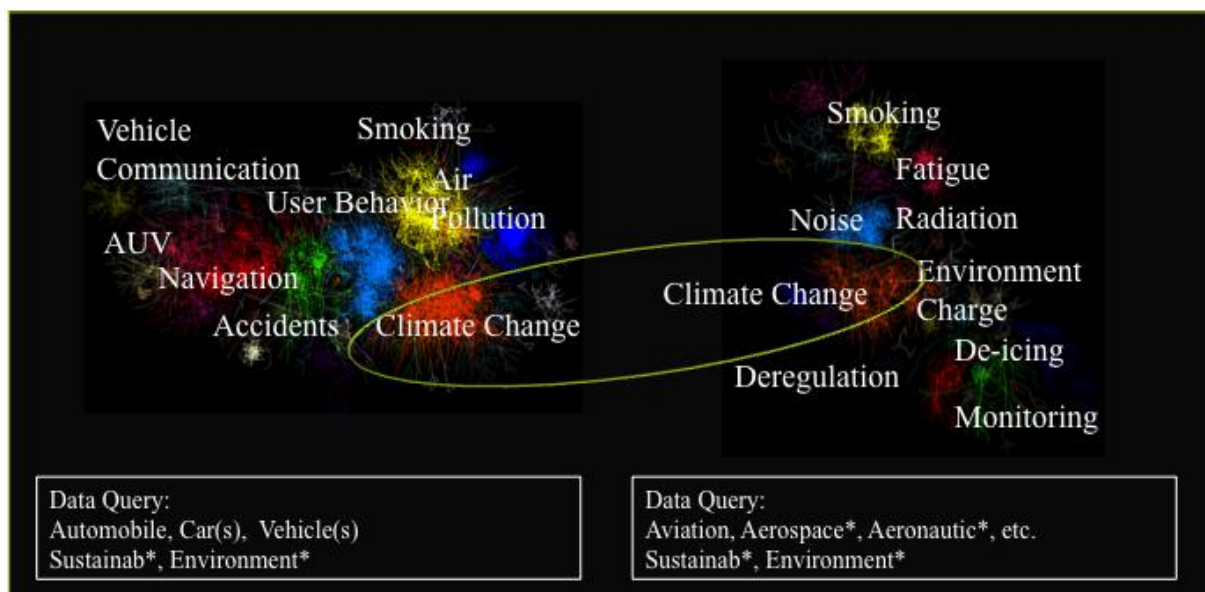 Vehicle
Communication
Smoking
Air
Pollution
User Behavior
AUV
Navigation
Accidents
Climate Change
Smoking
Fatigue
Noise
Radiation
Climate Change
Environment
Charge
De-icing
Deregulation
Monitoring
Data Query:
Automobile, Car(s), Vehicle(s)
Sustainab*, Environment*
Data Query:
Aviation, Aerospace*, Aeronautic*, etc.
Sustainab*, Environment*